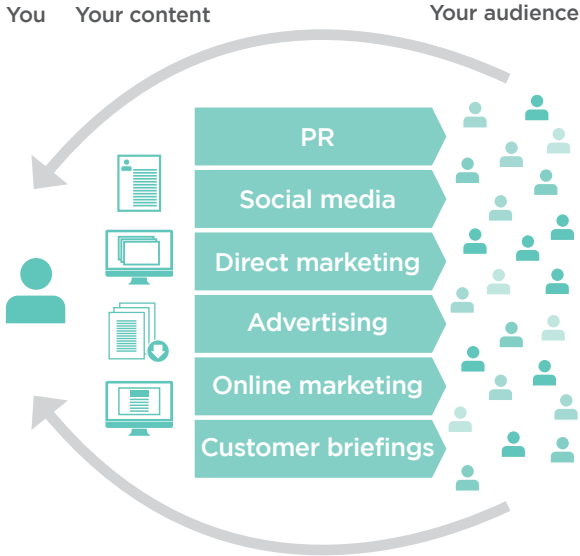 You
Your content
Your audience
PR
Social media
Direct marketing
Advertising
Online marketing
Customer briefings